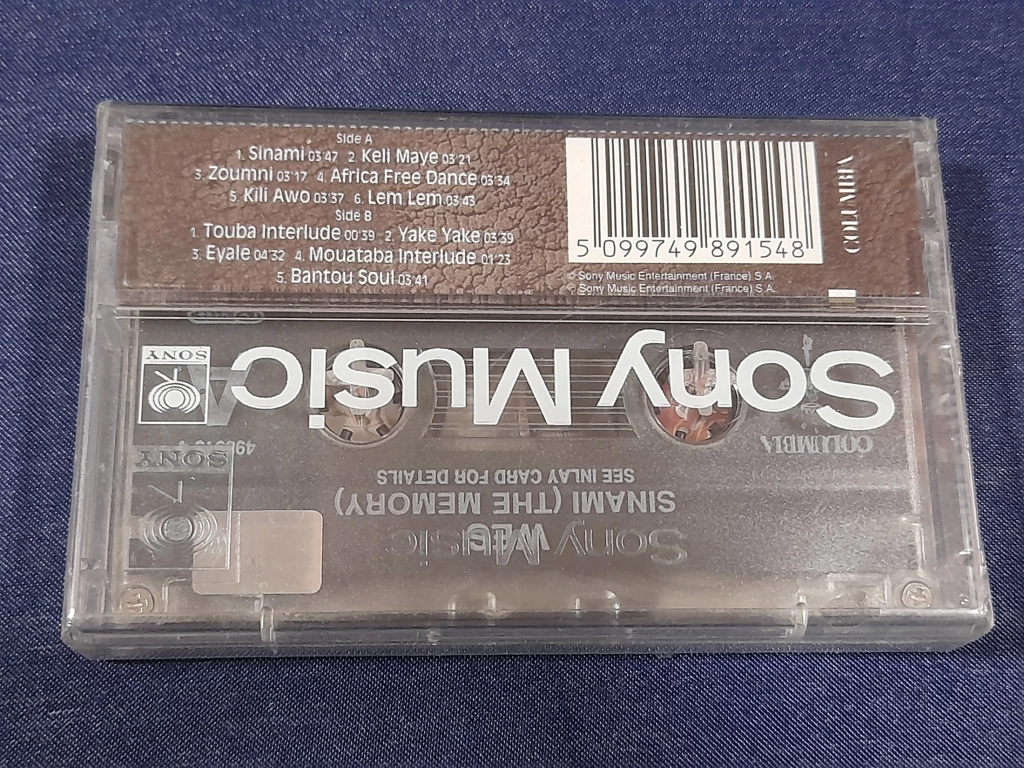 Side A
1. Sinami 03'47 2. Keli Maye 03'21
3. Zoumni 03'17 4. Africa Free Dance 03'34
5. Kili Awo 03'37 6. Lem Lem 03'43
Side B
1. Touba Interlude 00'39 2. Yake Yake 03'39
3. Eyale 04'32 4. Mouataba Interlude 01'23
5. Bantou Soul 03'41
5 099749 891548
℗ Sony Music Entertainment (France) S.A.
© Sony Music Entertainment (France) S.A.
COLUMBIA
Sony Music
SONY
COLUMBIA
SEE INLAY CARD FOR DETAILS
SINAMI (THE MEMORY)
Sony Music
SONY
A